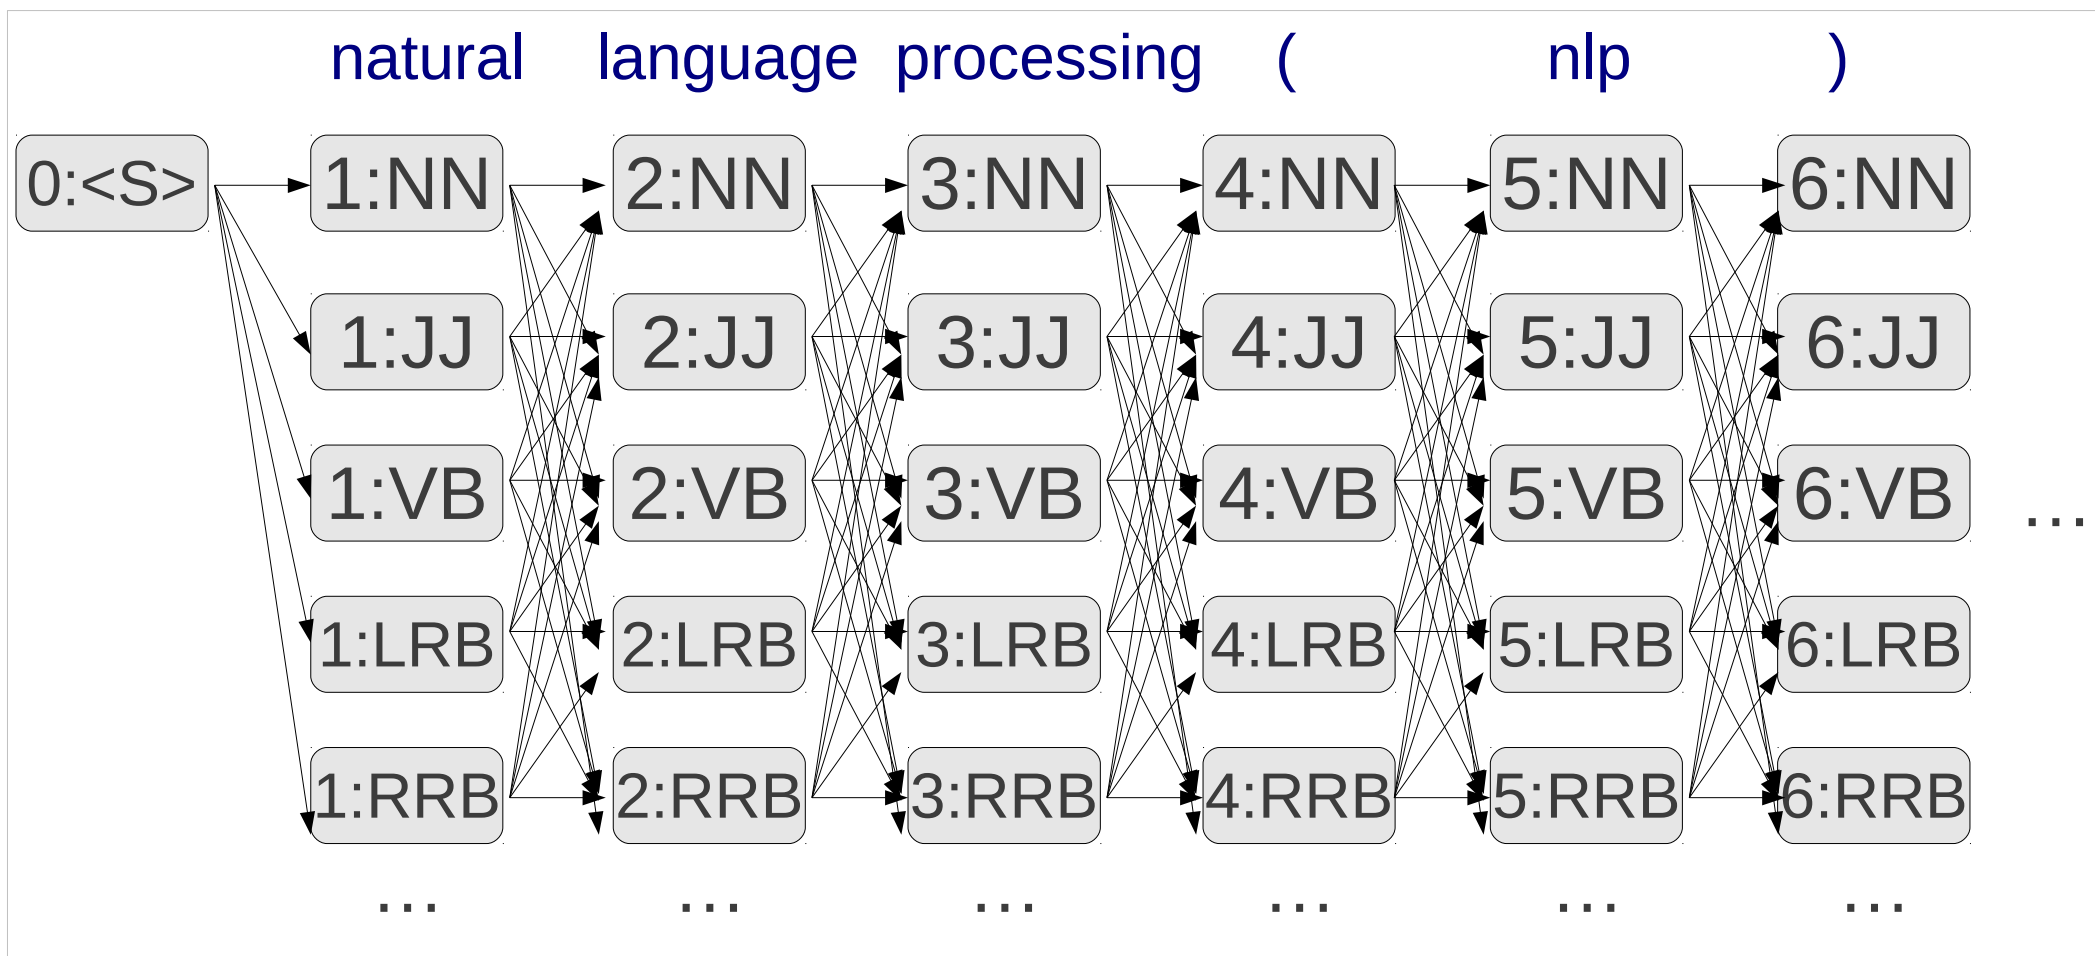 natural language processing ( nlp )
0:<S> 1:NN 2:NN 3:NN 4:NN 5:NN 6:NN
1:JJ 2:JJ 3:JJ 4:JJ 5:JJ 6:JJ
1:VB 2:VB 3:VB 4:VB 5:VB 6:VB …
1:LRB 2:LRB 3:LRB 4:LRB 5:LRB 6:LRB
1:RRB 2:RRB 3:RRB 4:RRB 5:RRB 6:RRB
… … … … … …